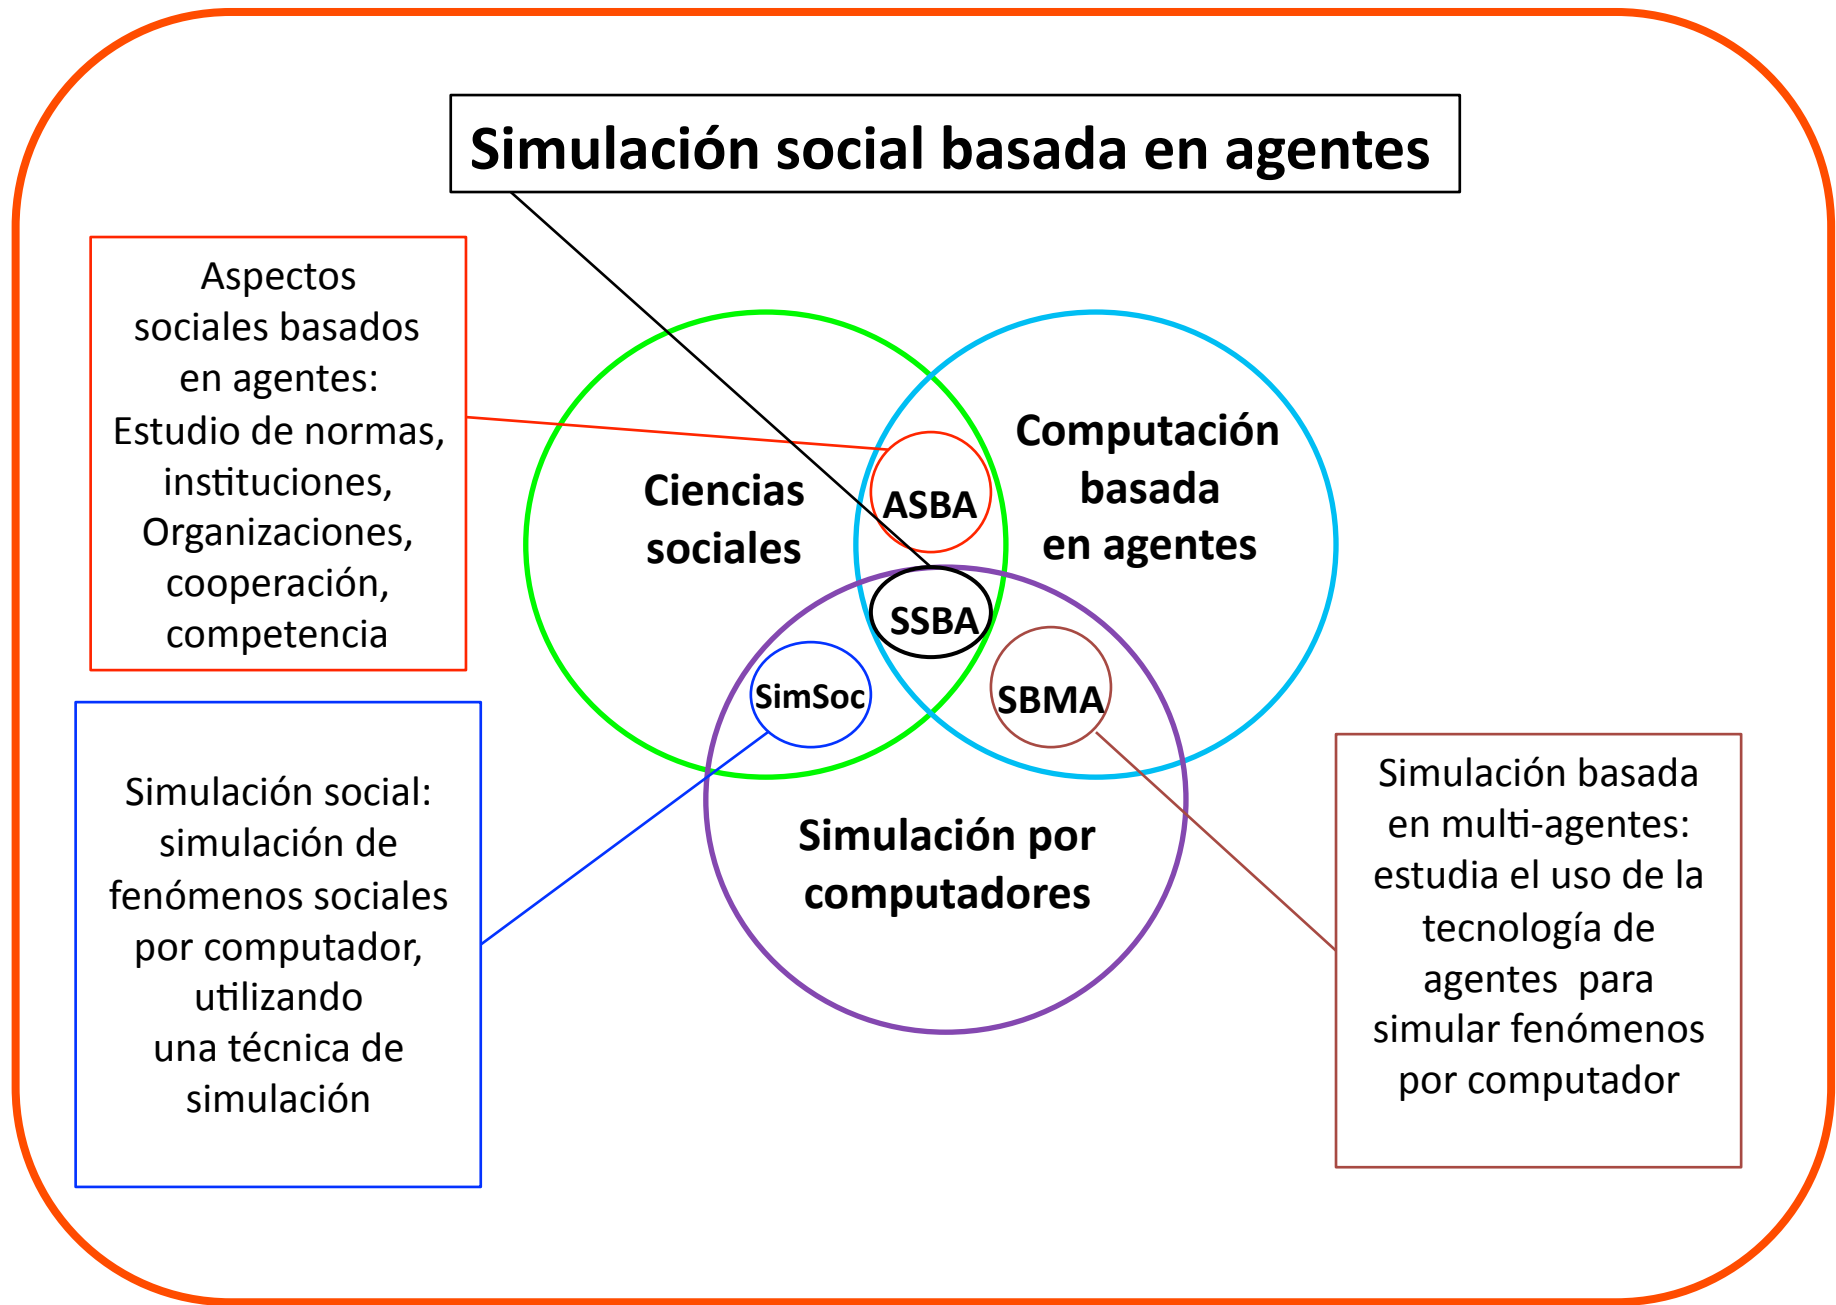 Simulación social basada en agentes
Aspectos
sociales basados
en agentes:
Estudio de normas,
instituciones,
Organizaciones,
cooperación,
competencia
Ciencias
sociales
ASBA
Computación
basada
en agentes
SSBA
SimSoc
SBMA
Simulación por
computadores
Simulación social:
simulación de
fenómenos sociales
por computador,
utilizando
una técnica de
simulación
Simulación basada
en multi-agentes:
estudia el uso de la
tecnología de
agentes  para
simular fenómenos
por computador